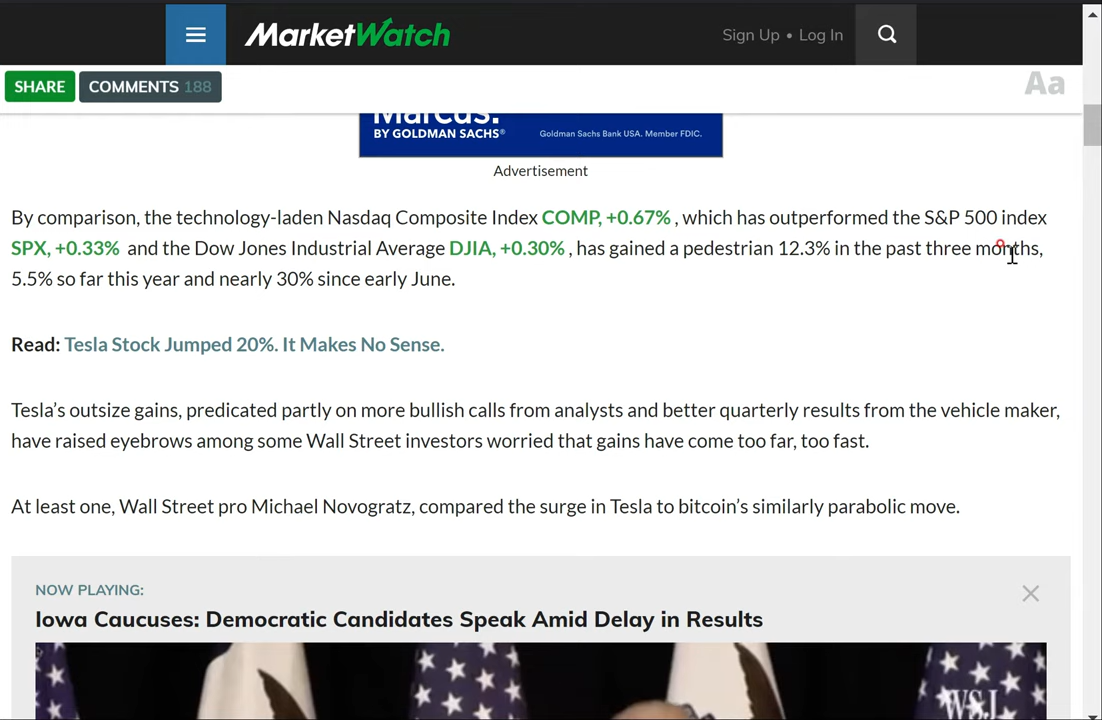 MarketWatch
Sign Up • Log In
SHARE
COMMENTS 188
Aa
Marcus:
BY GOLDMAN SACHS®
Goldman Sachs Bank USA. Member FDIC.
Advertisement
By comparison, the technology-laden Nasdaq Composite Index COMP, +0.67% , which has outperformed the S&P 500 index
SPX, +0.33% and the Dow Jones Industrial Average DJIA, +0.30% , has gained a pedestrian 12.3% in the past three months,
5.5% so far this year and nearly 30% since early June.
Read: Tesla Stock Jumped 20%. It Makes No Sense.
Tesla’s outsize gains, predicated partly on more bullish calls from analysts and better quarterly results from the vehicle maker,
have raised eyebrows among some Wall Street investors worried that gains have come too far, too fast.
At least one, Wall Street pro Michael Novogratz, compared the surge in Tesla to bitcoin’s similarly parabolic move.
NOW PLAYING:
Iowa Caucuses: Democratic Candidates Speak Amid Delay in Results
WSJ